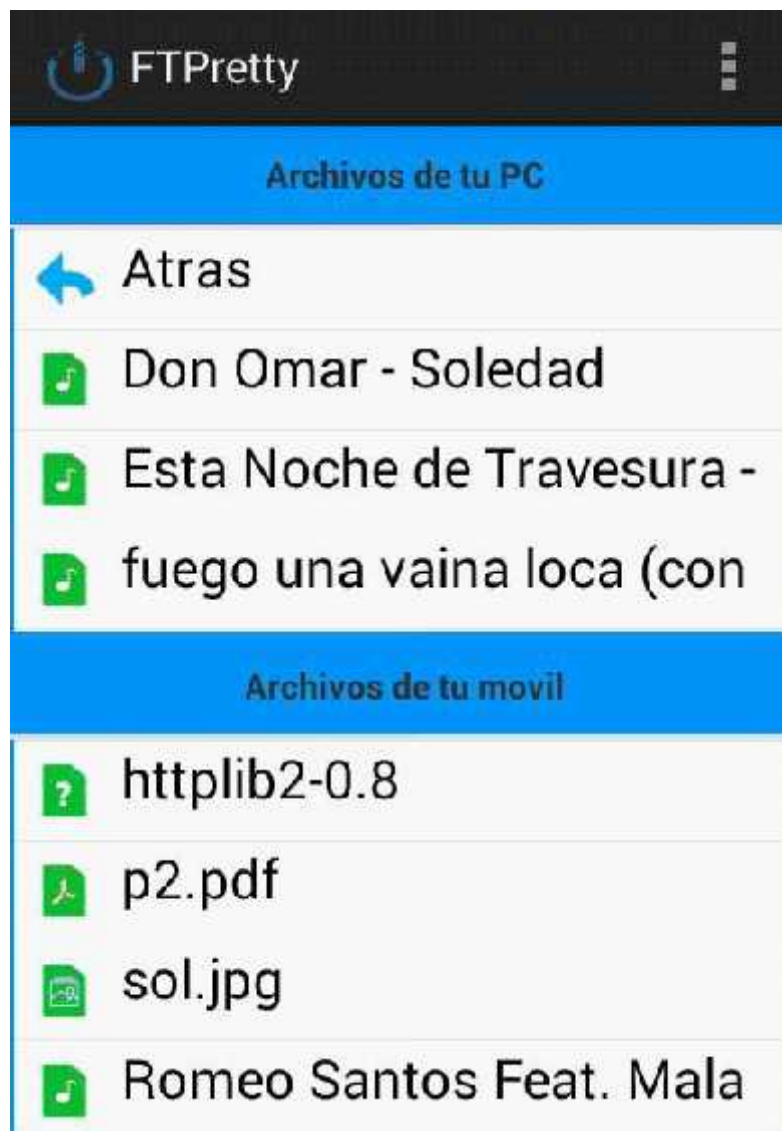 FTPretty
Archivos de tu PC
Atras
Don Omar - Soledad
Esta Noche de Travesura -
fuego una vaina loca (con
Archivos de tu movil
httplib2-0.8
p2.pdf
sol.jpg
Romeo Santos Feat. Mala